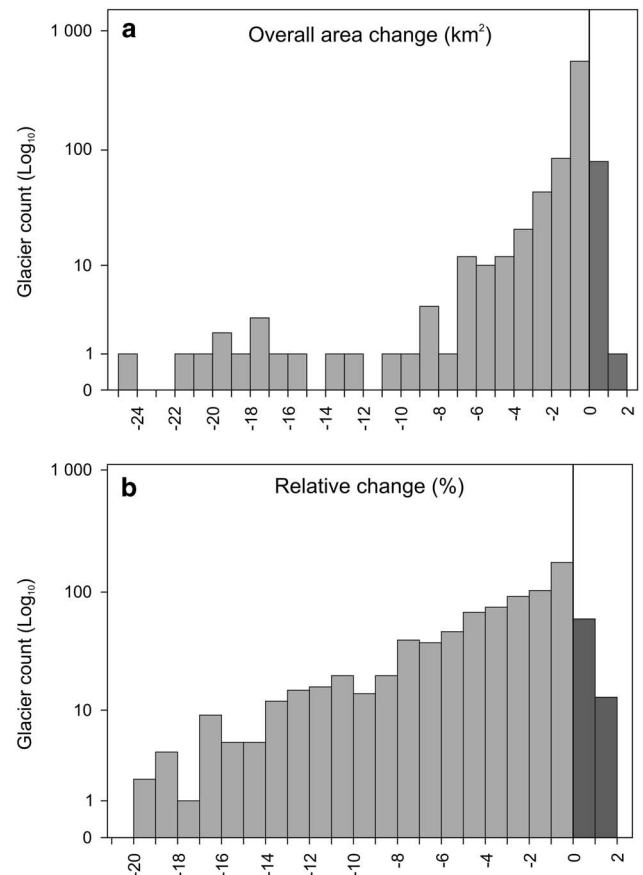 a
Overall area change (km²)
Glacier count (Log₁₀)
1 000
100
10
1
0
-24 -22 -20 -18 -16 -14 -12 -10 -8 -6 -4 -2 0 2
b
Relative change (%)
Glacier count (Log₁₀)
1 000
100
10
1
0
-20 -18 -16 -14 -12 -10 -8 -6 -4 -2 0 2